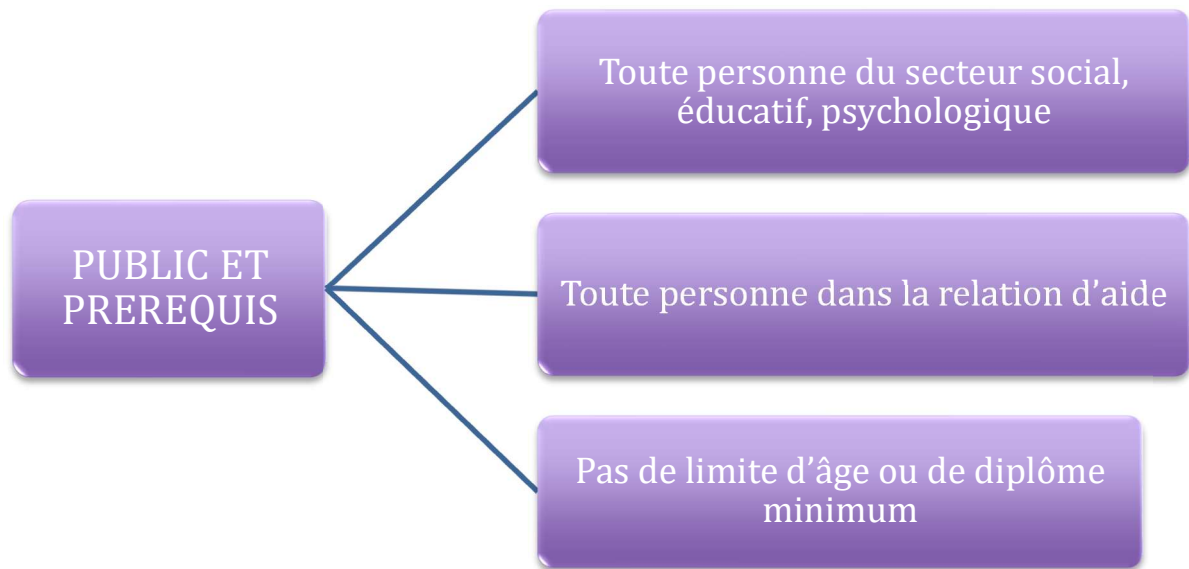 Toute personne du secteur social,
éducatif, psychologique
PUBLIC ET
PREREQUIS
Toute personne dans la relation d’aide
Pas de limite d’âge ou de diplôme
minimum